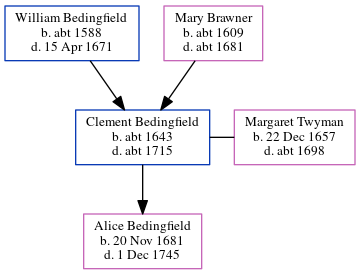 William Bedingfield
b. abt 1588
d. 15 Apr 1671
Mary Brawner
b. abt 1609
d. abt 1681
Clement Bedingfield
b. abt 1643
d. abt 1715
Margaret Twyman
b. 22 Dec 1657
d. abt 1698
Alice Bedingfield
b. 20 Nov 1681
d. 1 Dec 1745